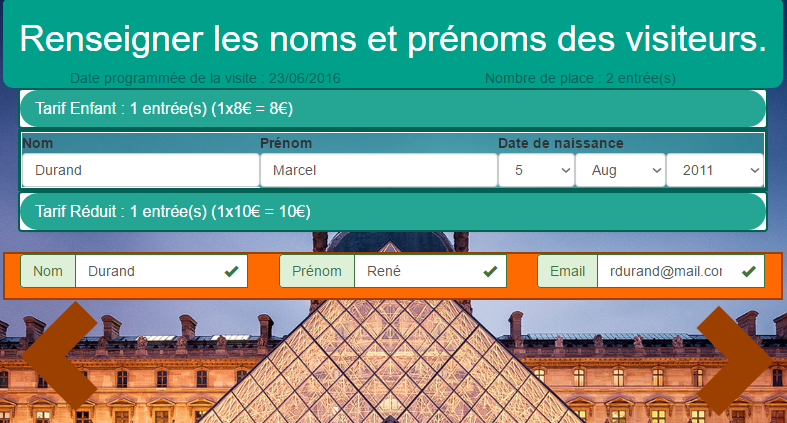 Renseigner les noms et prénoms des visiteurs.
Date programmée de la visite : 23/06/2016 Nombre de place : 2 entrée(s)
Tarif Enfant : 1 entrée(s) (1x8€ = 8€)
Nom Prénom Date de naissance
Durand Marcel 5 Aug 2011
Tarif Réduit : 1 entrée(s) (1x10€ = 10€)
Nom Durand Prénom René Email rdurand@mail.com